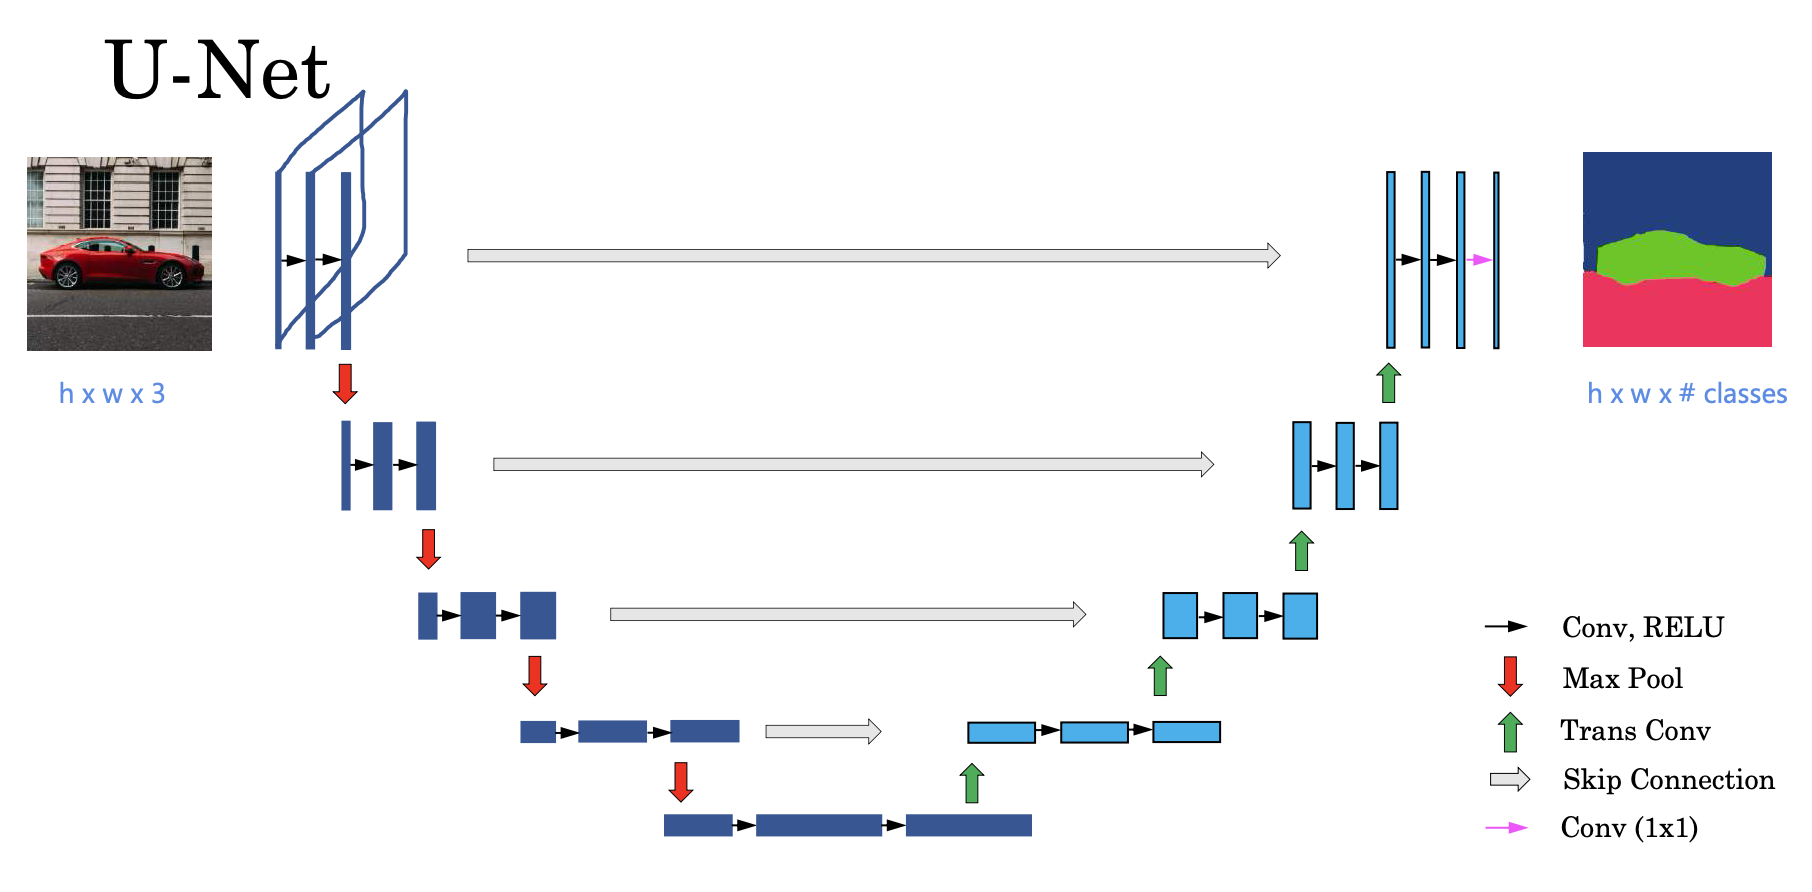 U-Net
h x w x 3
h x w x # classes
Conv, RELU
Max Pool
Trans Conv
Skip Connection
Conv (1x1)